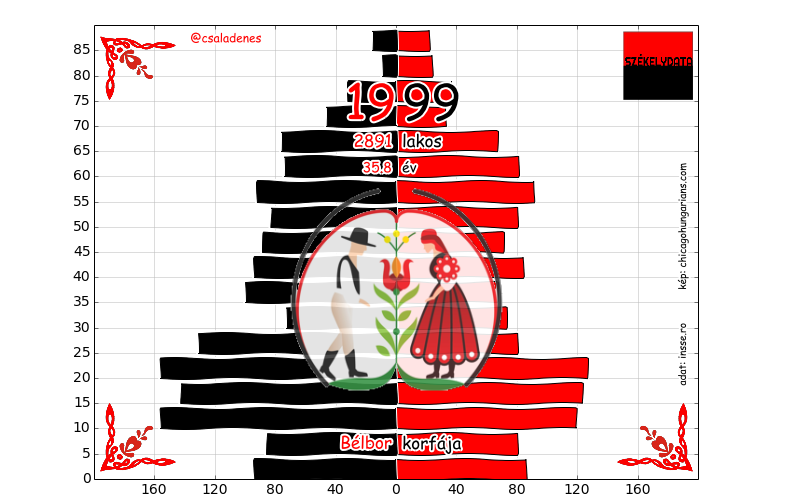 @csaladenes
SZÉKELYDATA
1999
2891 lakos
35.8 év
kép: chicagohungarians.com
adat: insse.ro
Bélbor korfája
85
80
75
70
65
60
55
50
45
40
35
30
25
20
15
10
5
0
160 120 80 40 0 40 80 120 160